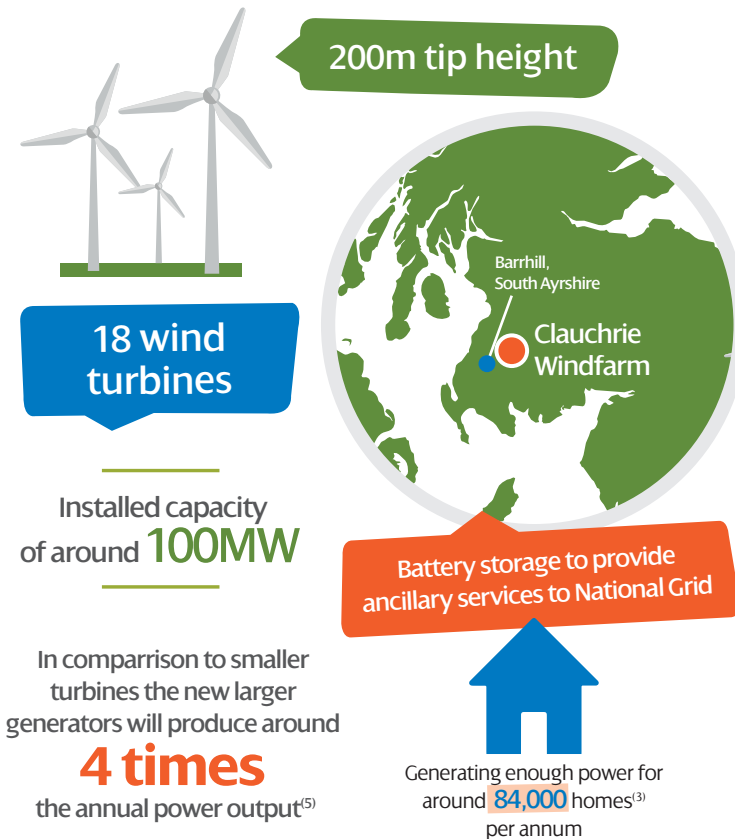 200m tip height
Barrhill,
South Ayrshire
Clauchrie
Windfarm
18 wind
turbines
Installed capacity
of around 100MW
Battery storage to provide
ancillary services to National Grid
In comparrison to smaller
turbines the new larger
generators will produce around
4 times
the annual power output(5)
Generating enough power for
around 84,000 homes(3)
per annum